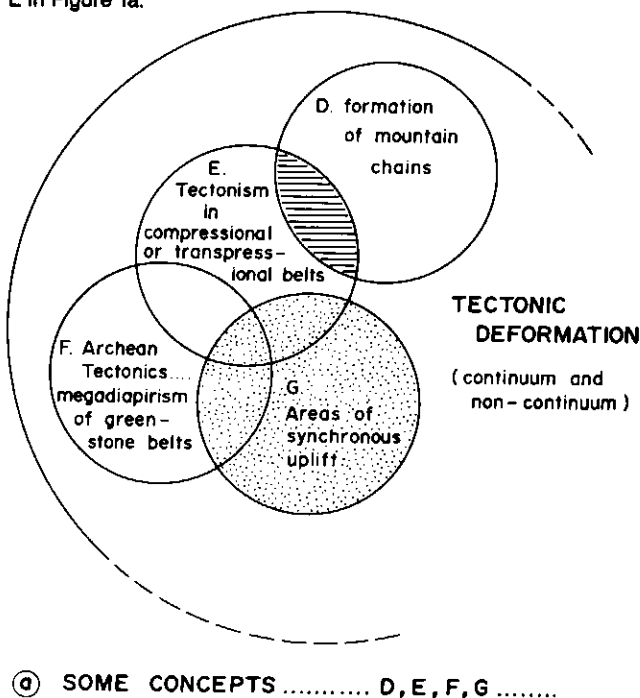 E in Figure 1a.
D. formation
of mountain
chains
E.
Tectonism
in
compressional
or transpress-
ional belts
TECTONIC
DEFORMATION
(continuum and
non-continuum)
F. Archean
Tectonics....
megadiapirism
of green-
stone belts
G
Areas of
synchronous
uplift
a SOME CONCEPTS .......... D, E, F, G ........